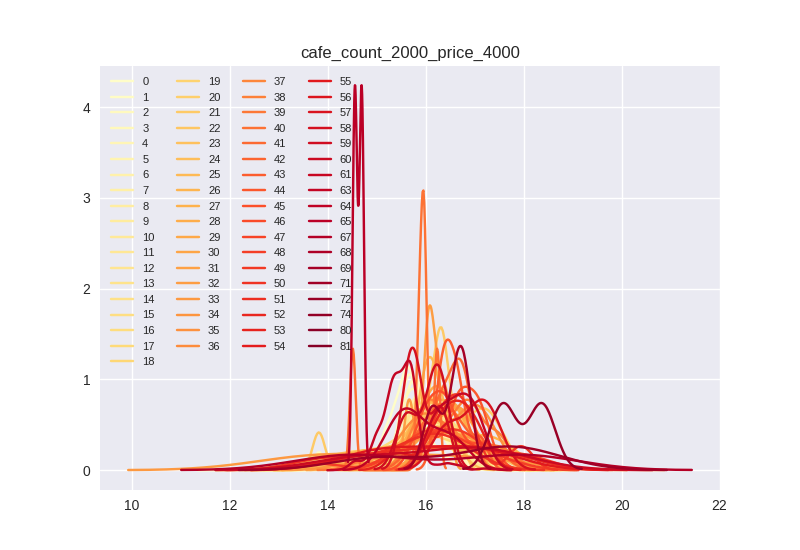 cafe_count_2000_price_4000
0 19 37 55
1 20 38 56
2 21 39 57
3 22 40 58
4 23 41 59
5 24 42 60
6 25 43 61
7 26 44 63
8 27 45 64
9 28 46 65
10 29 47 67
11 30 48 68
12 31 49 69
13 32 50 71
14 33 51 72
15 34 52 74
16 35 53 80
17 36 54 81
18
4
3
2
1
0
10 12 14 16 18 20 22